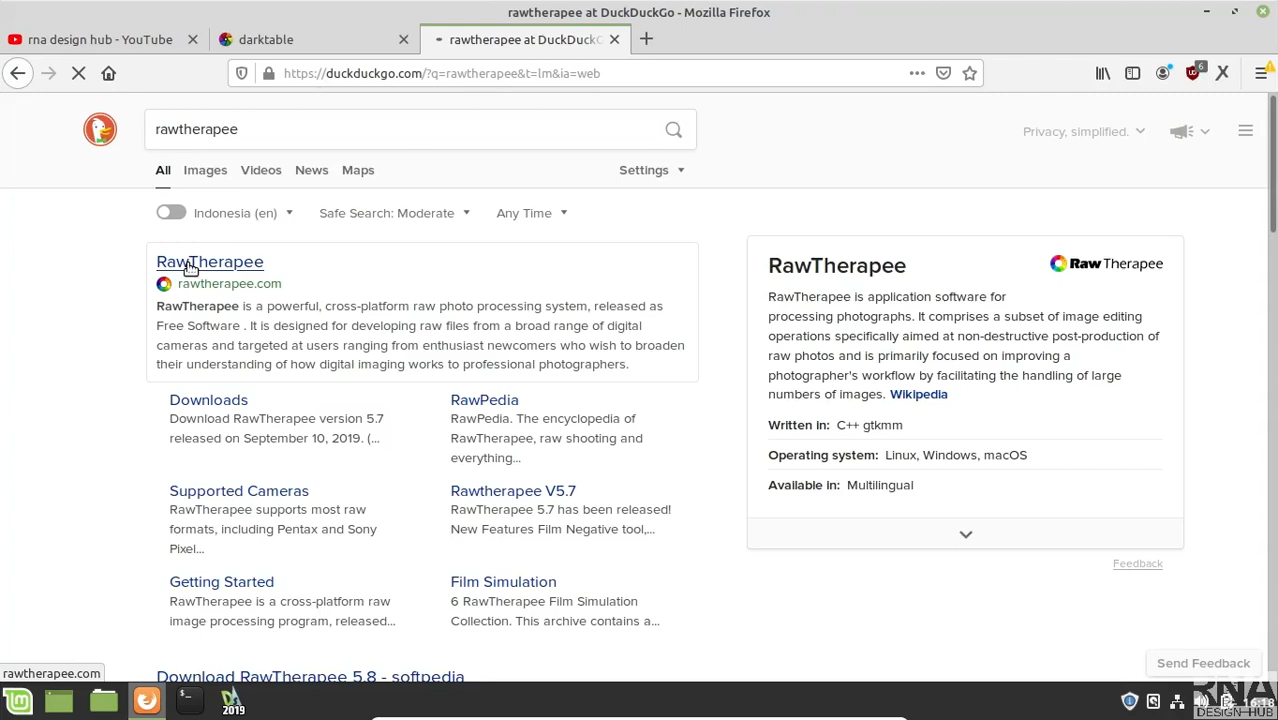 rawtherapee at DuckDuckGo - Mozilla Firefox
rna design hub - YouTube
darktable
rawtherapee at DuckDuckG
https://duckduckgo.com/?q=rawtherapee&t=lm&ia=web
6
rawtherapee
Privacy, simplified.
All Images Videos News Maps Settings
Indonesia (en) Safe Search: Moderate Any Time
RawTherapee
rawtherapee.com
RawTherapee is a powerful, cross-platform raw photo processing system, released as
Free Software . It is designed for developing raw files from a broad range of digital
cameras and targeted at users ranging from enthusiast newcomers who wish to broaden
their understanding of how digital imaging works to professional photographers.
Downloads
Download RawTherapee version 5.7
released on September 10, 2019. (...
RawPedia
RawPedia. The encyclopedia of
RawTherapee, raw shooting and
everything...
Supported Cameras
RawTherapee supports most raw
formats, including Pentax and Sony
Pixel...
Rawtherapee V5.7
RawTherapee 5.7 has been released!
New Features Film Negative tool,...
Getting Started
RawTherapee is a cross-platform raw
image processing program, released...
Film Simulation
6 RawTherapee Film Simulation
Collection. This archive contains a...
Download RawTherapee 5.8 - softpedia
RawTherapee
Raw Therapee
RawTherapee is application software for
processing photographs. It comprises a subset of image editing
operations specifically aimed at non-destructive post-production of
raw photos and is primarily focused on improving a
photographer's workflow by facilitating the handling of large
numbers of images. Wikipedia
Written in: C++ gtkmm
Operating system: Linux, Windows, macOS
Available in: Multilingual
Feedback
Send Feedback
rawtherapee.com
2019
16:18
RNA
DESIGN-HUB